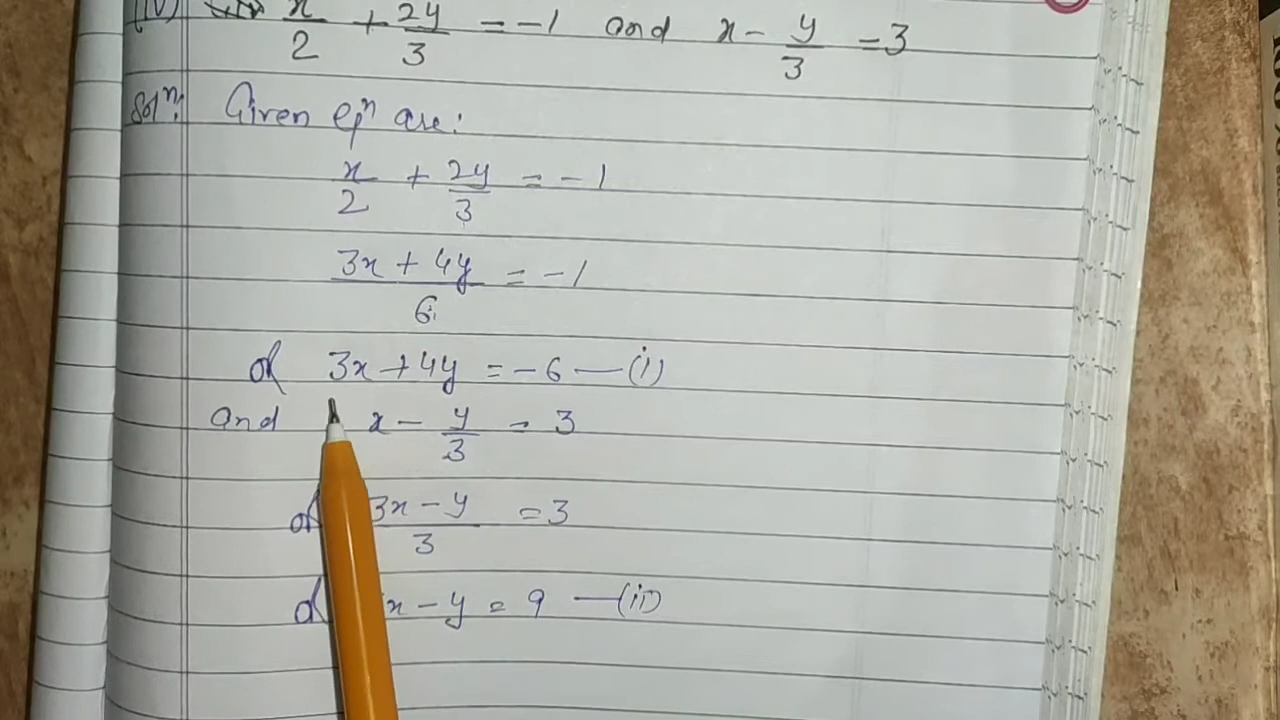 (iv) x/2 + 2y/3 = -1 and x - y/3 = 3
Solⁿ: Given eqⁿ are:
x/2 + 2y/3 = -1
3x + 4y/6 = -1
or 3x + 4y = -6 — (i)
and x - y/3 = 3
or 3x - y/3 = 3
or x - y = 9 — (ii)